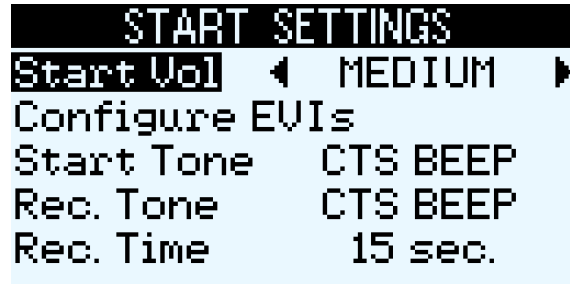 START SETTINGS
Start Vol ◀ MEDIUM ▶
Configure EVIs
Start Tone CTS BEEP
Rec. Tone CTS BEEP
Rec. Time 15 sec.